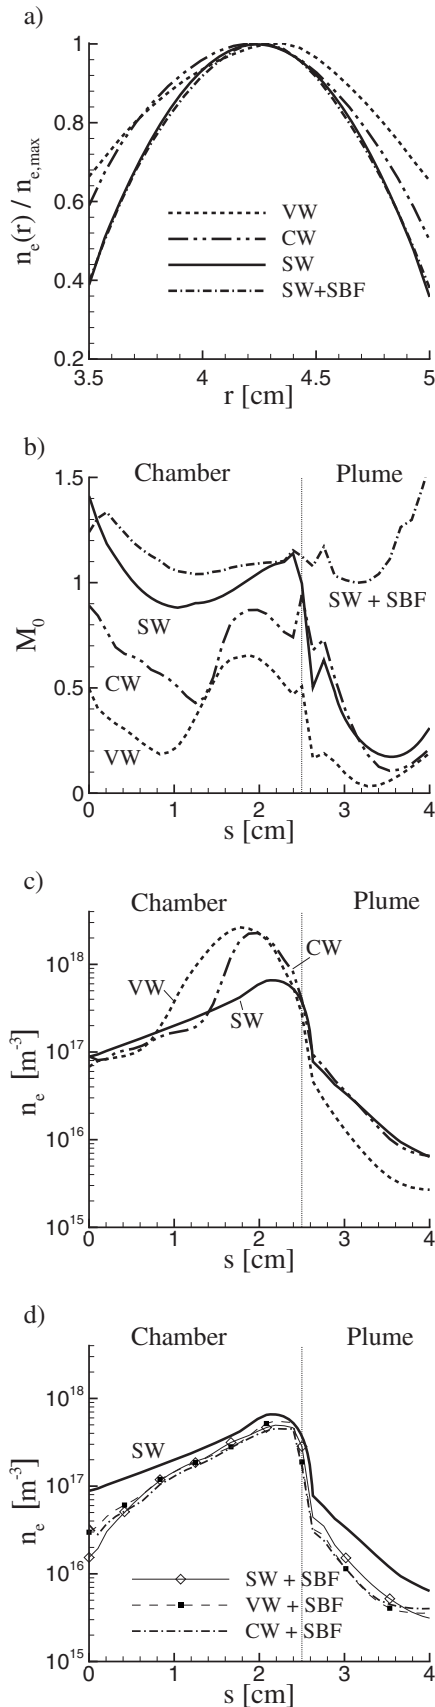 a)
1
0.8
0.6
0.4
0.2
n_e(r) / n_e,max
VW
CW
SW
SW+SBF
3.5 4 4.5 5
r [cm]
b)
Chamber Plume
1.5
1
0.5
0
M_0
SW + SBF
SW
CW
VW
0 1 2 3 4
s [cm]
c)
Chamber Plume
10^18
10^17
10^16
10^15
n_e [m^-3]
CW
VW
SW
0 1 2 3 4
s [cm]
d)
Chamber Plume
10^18
10^17
10^16
10^15
n_e [m^-3]
SW
SW + SBF
VW + SBF
CW + SBF
0 1 2 3 4
s [cm]